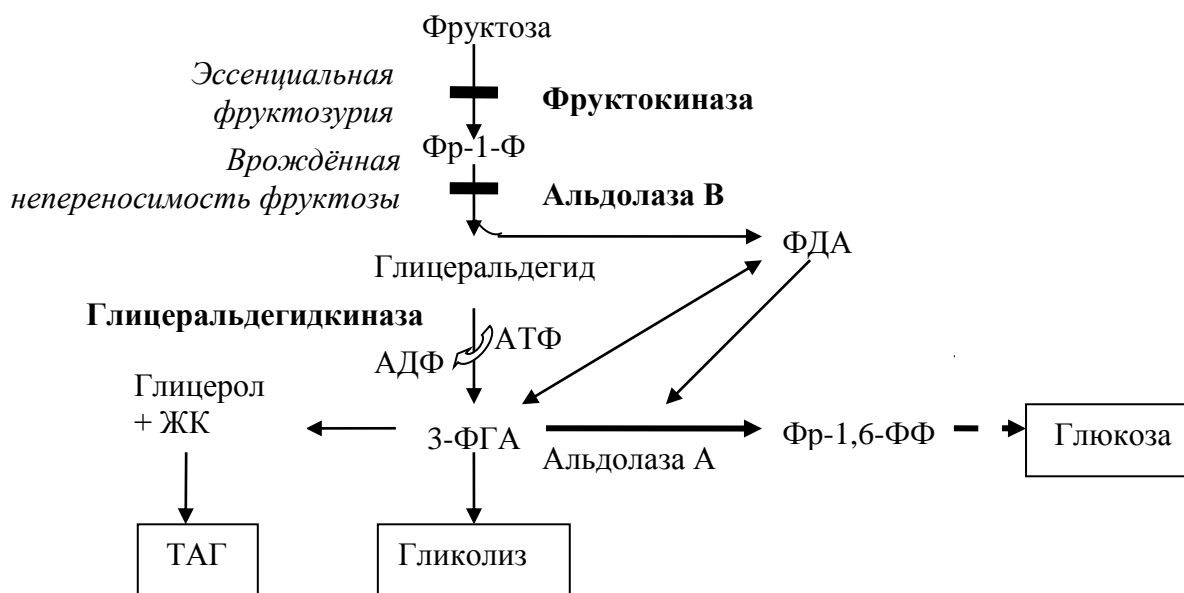 Фруктоза
Эссенциальная
фруктозурия
Фруктокиназа
Фр-1-Ф
Врождённая
непереносимость фруктозы
Альдолаза В
ФДА
Глицеральдегид
Глицеральдегидкиназа
АТФ
АДФ
Глицерол
+ ЖК
3-ФГА
Альдолаза А
Фр-1,6-ФФ
Глюкоза
ТАГ
Гликолиз